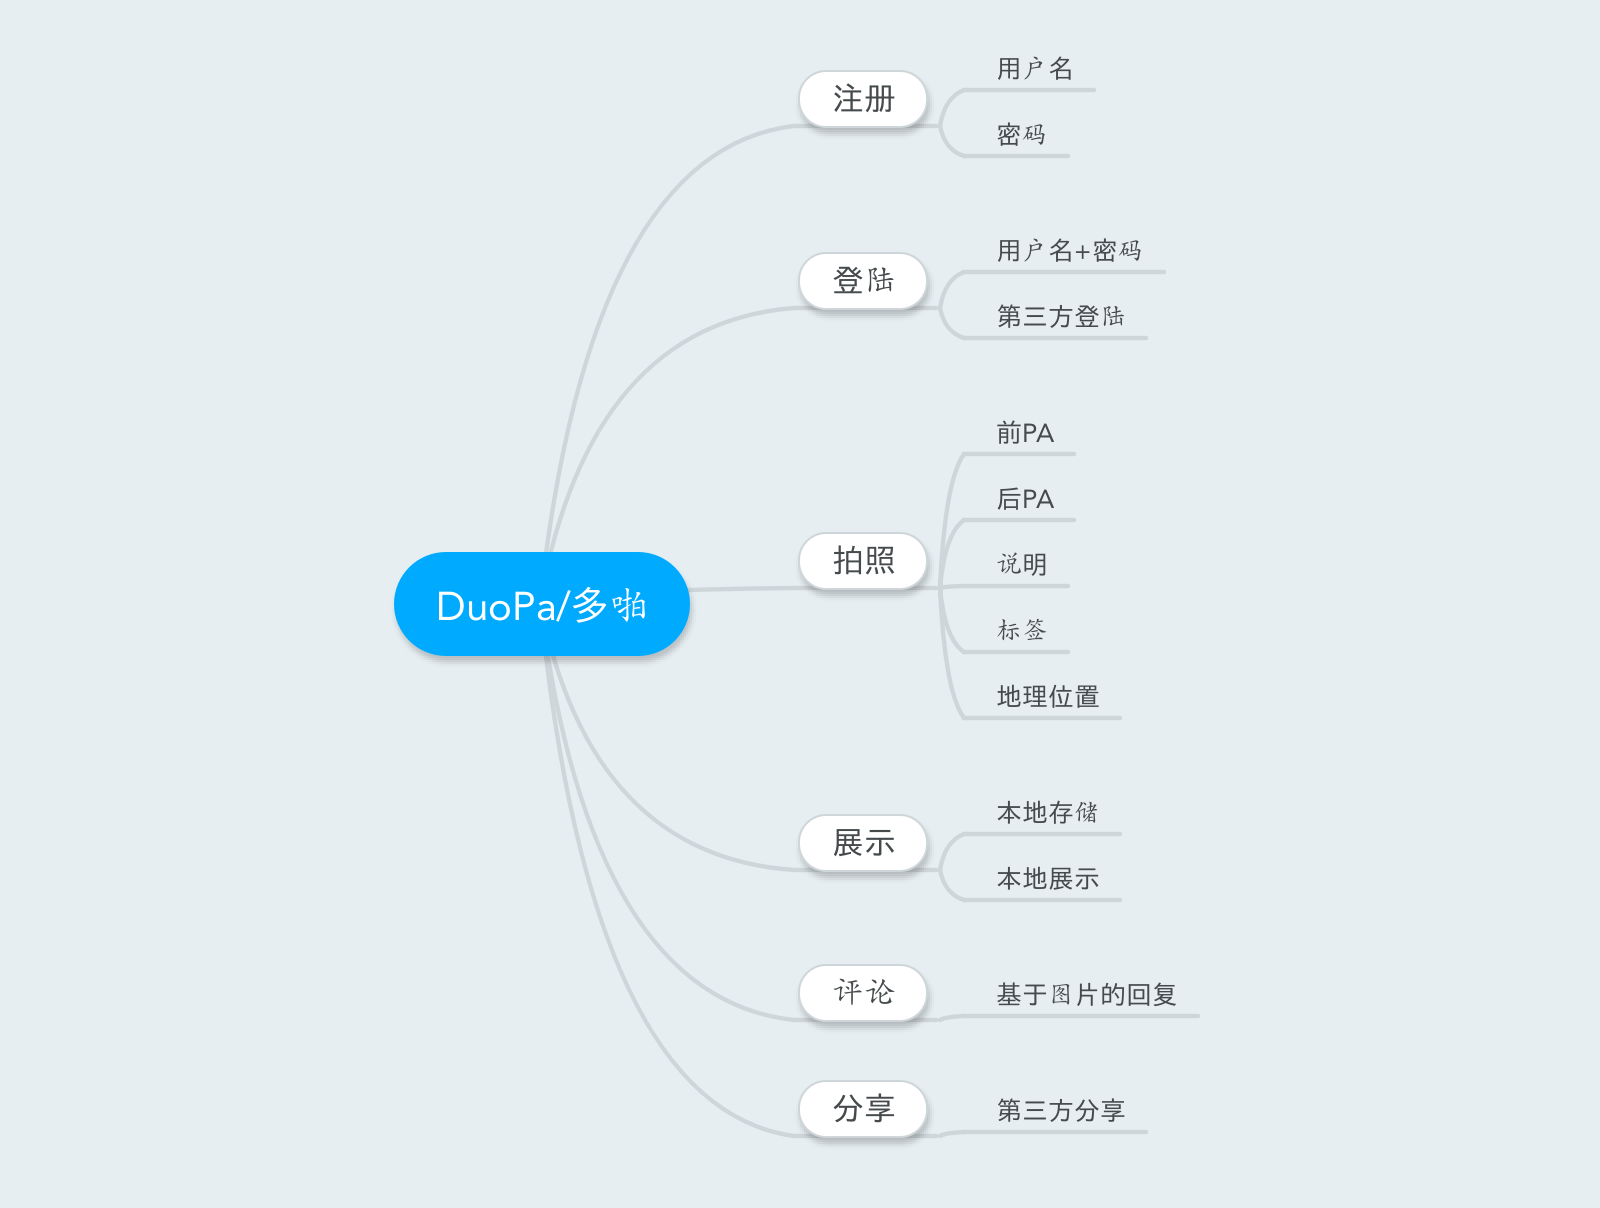 DuoPa/多啪
注册
用户名
密码
登陆
用户名+密码
第三方登陆
拍照
前PA
后PA
说明
标签
地理位置
展示
本地存储
本地展示
评论
基于图片的回复
分享
第三方分享